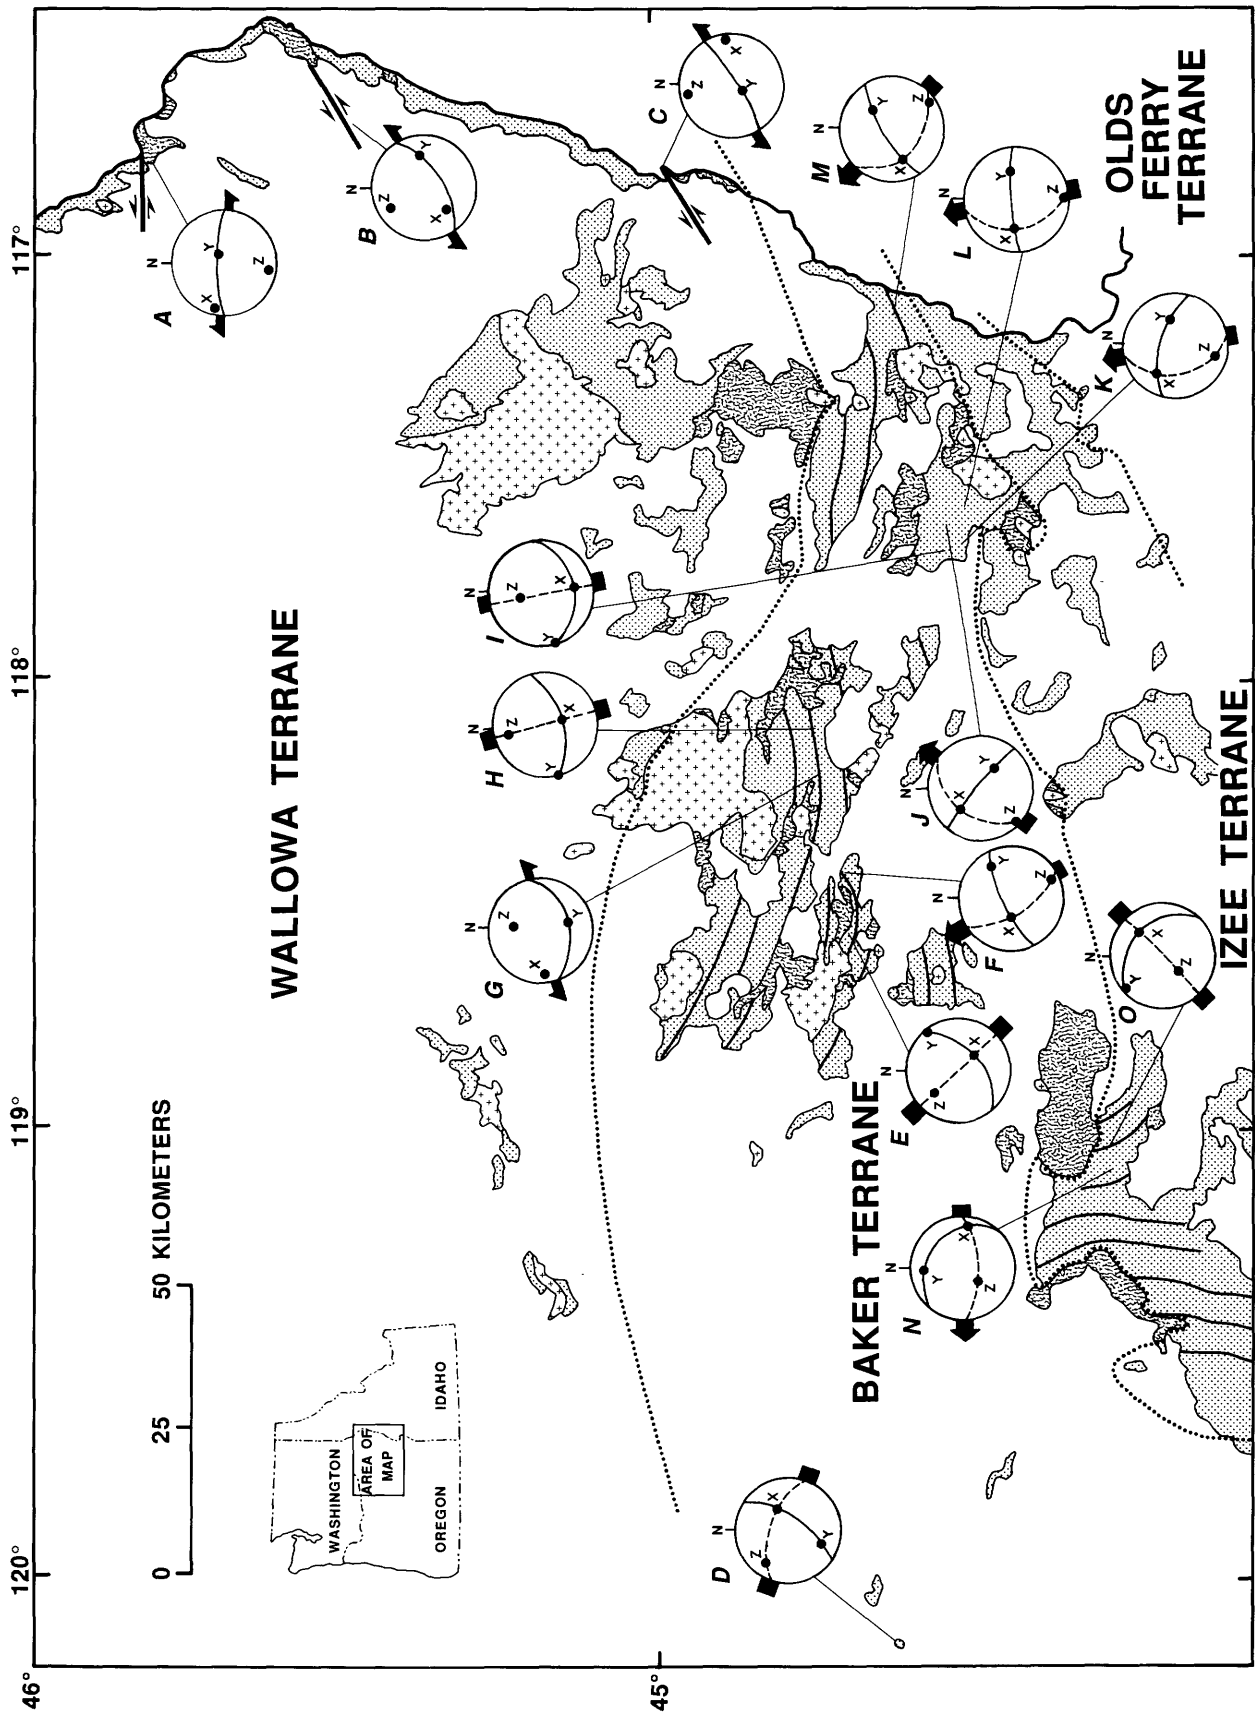 46°
120°
119°
118°
117°
0
25
50 KILOMETERS
WASHINGTON
OREGON
IDAHO
AREA OF
MAP
WALLOWA TERRANE
A
N
X
Y
Z
B
N
X
Y
Z
C
N
X
Y
Z
G
N
X
Y
Z
H
N
X
Y
Z
I
N
X
Y
Z
45°
D
N
X
Y
Z
BAKER TERRANE
E
N
X
Y
Z
F
N
X
Y
Z
J
N
X
Y
Z
M
N
X
Y
Z
L
N
X
Y
Z
K
N
X
Y
Z
N
N
X
Y
Z
O
N
X
Y
Z
OLDS
FERRY
TERRANE
IZEE TERRANE